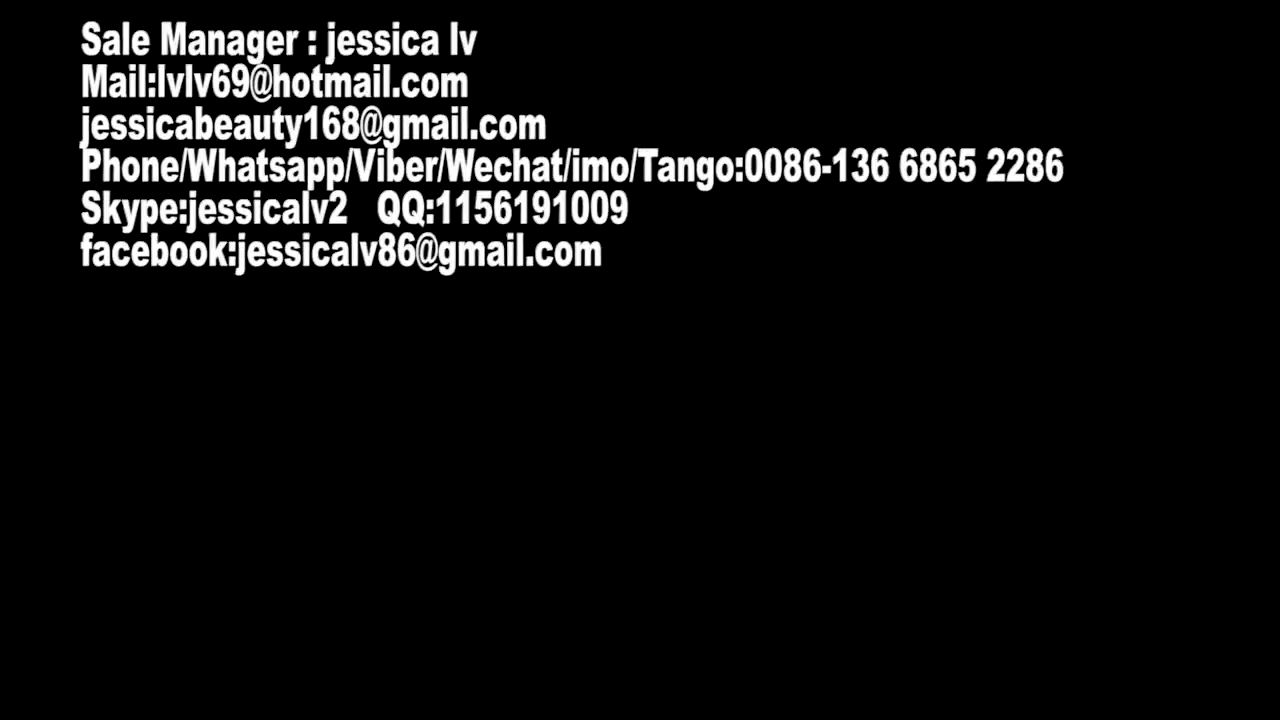 Sale Manager : jessica lv
Mail:lvlv69@hotmail.com
jessicabeauty168@gmail.com
Phone/Whatsapp/Viber/Wechat/imo/Tango:0086-136 6865 2286
Skype:jessicalv2   QQ:1156191009
facebook:jessicalv86@gmail.com